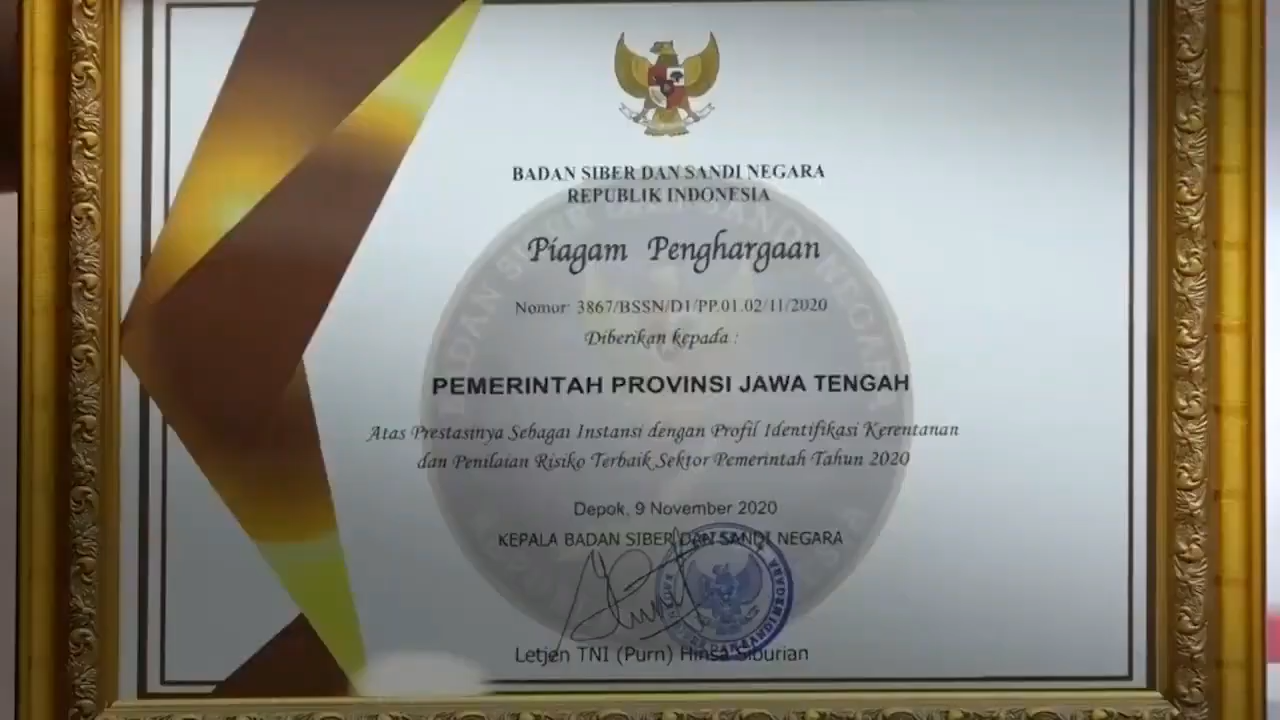 BADAN SIBER DAN SANDI NEGARA
REPUBLIK INDONESIA
Piagam Penghargaan
Nomor: 3867/BSSN/D1/PP.01.02/11/2020
Diberikan kepada :
PEMERINTAH PROVINSI JAWA TENGAH
Atas Prestasinya Sebagai Instansi dengan Profil Identifikasi Kerentanan
dan Penilaian Risiko Terbaik Sektor Pemerintah Tahun 2020
Depok, 9 November 2020
KEPALA BADAN SIBER DAN SANDI NEGARA
Letjen TNI (Purn) Hinsa Siburian